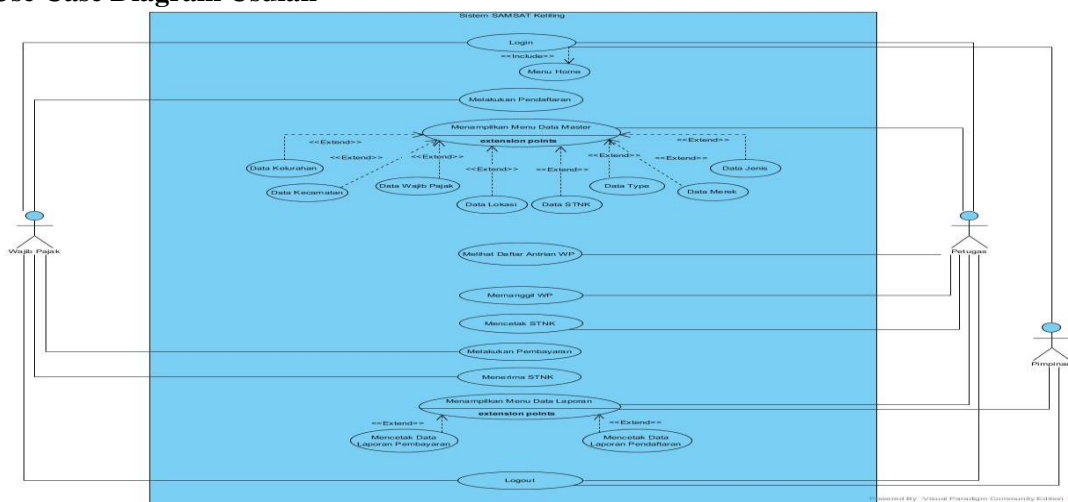 Use Case Diagram Usulan
Sistem SAMSAT Keliling
Login
<<Include>>
Menu Home
Melakukan Pendaftaran
Menampilkan Menu Data Master
extension points
<<Extend>>
<<Extend>>
<<Extend>>
<<Extend>>
<<Extend>>
<<Extend>>
<<Extend>>
<<Extend>>
Data Kelurahan
Data Kecamatan
Data Wajib Pajak
Data Lokasi
Data STNK
Data Type
Data Merek
Data Jenis
Wajib Pajak
Petugas
Melihat Daftar Antrian WP
Memanggil WP
Mencetak STNK
Melakukan Pembayaran
Pimpinan
Menerima STNK
Menampilkan Menu Data Laporan
extension points
<<Extend>>
<<Extend>>
Mencetak Data
Laporan Pembayaran
Mencetak Data
Laporan Pendaftaran
Logout
Powered By Visual Paradigm Community Edition